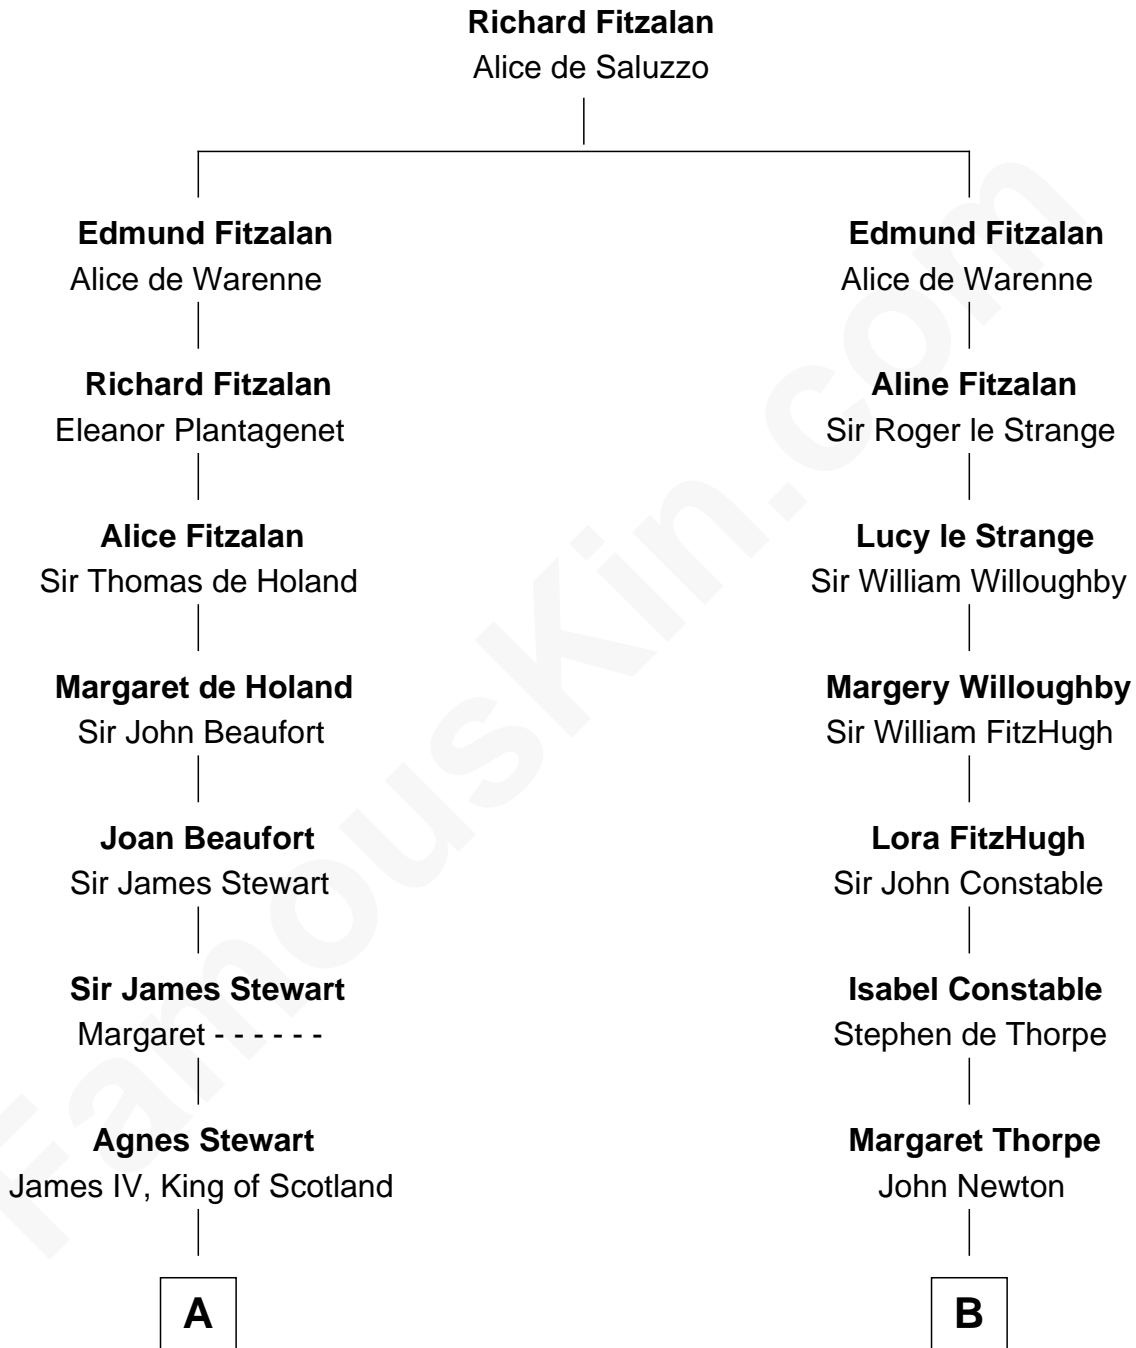 Richard Fitzalan
Alice de Saluzzo
Edmund Fitzalan
Alice de Warenne
Edmund Fitzalan
Alice de Warenne
Richard Fitzalan
Eleanor Plantagenet
Aline Fitzalan
Sir Roger le Strange
Alice Fitzalan
Sir Thomas de Holand
Lucy le Strange
Sir William Willoughby
Margaret de Holand
Sir John Beaufort
Margery Willoughby
Sir William FitzHugh
Joan Beaufort
Sir James Stewart
Lora FitzHugh
Sir John Constable
Sir James Stewart
Margaret - - - - - -
Isabel Constable
Stephen de Thorpe
Agnes Stewart
James IV, King of Scotland
Margaret Thorpe
John Newton
A
B
FamousKin.com